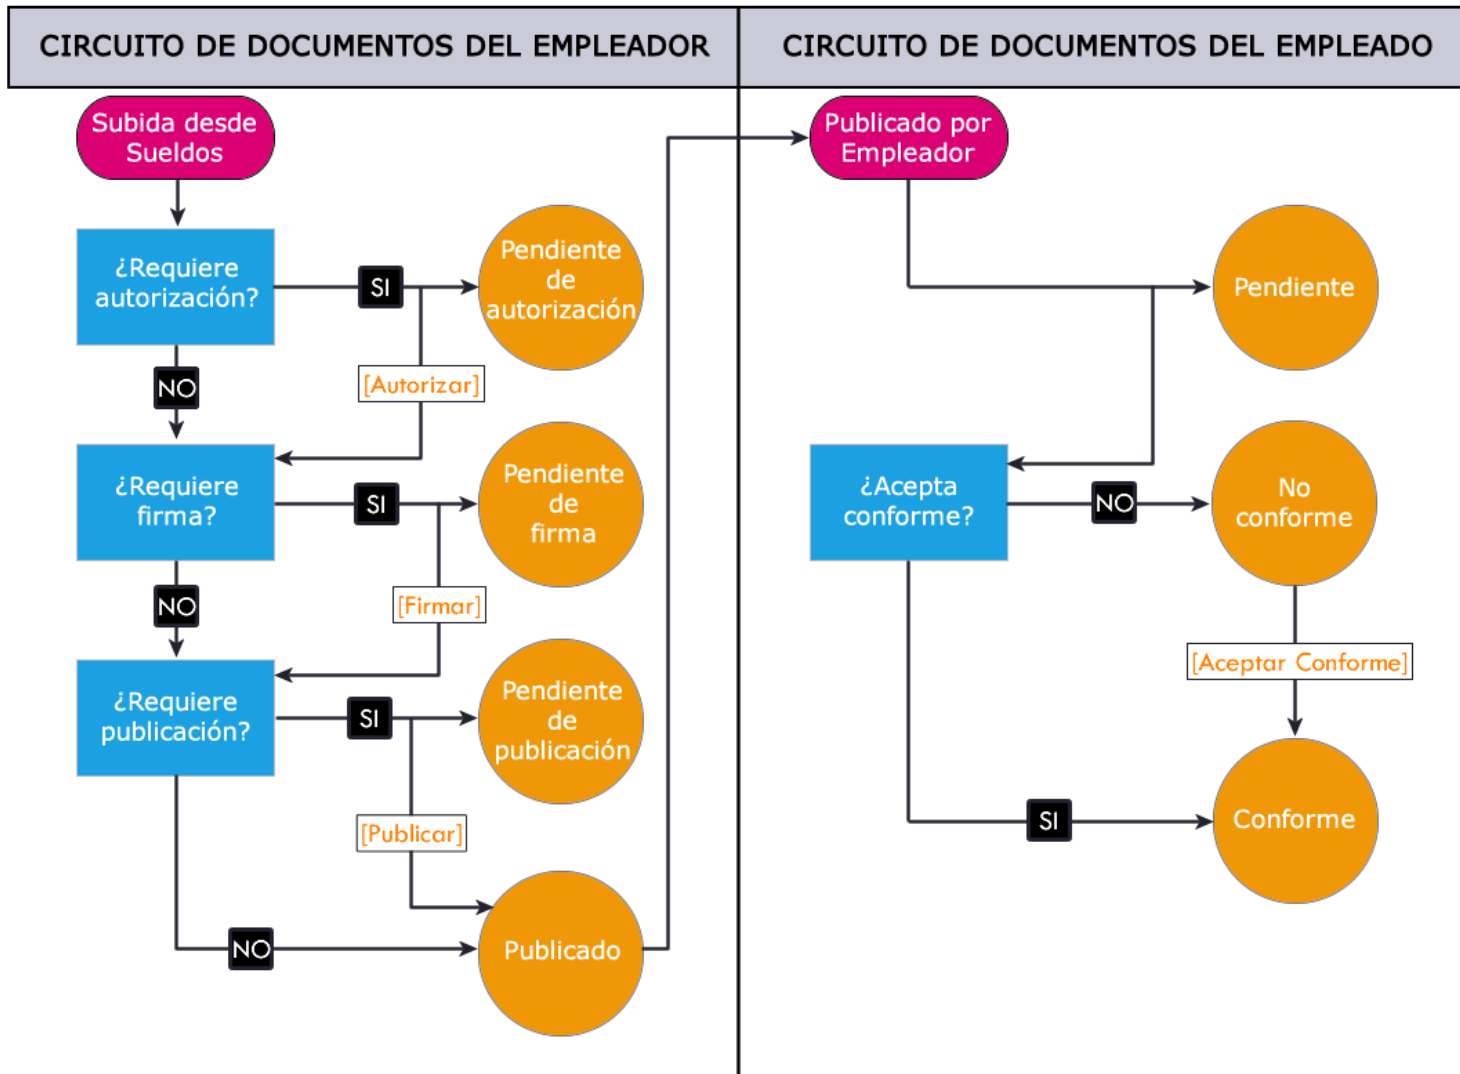 CIRCUITO DE DOCUMENTOS DEL EMPLEADOR
Subida desde
Sueldos
¿Requiere
autorización?
SI
Pendiente
de
autorización
NO
[Autorizar]
¿Requiere
firma?
SI
Pendiente
de
firma
NO
[Firmar]
¿Requiere
publicación?
SI
Pendiente
de
publicación
[Publicar]
NO
Publicado
CIRCUITO DE DOCUMENTOS DEL EMPLEADO
Publicado por
Empleador
Pendiente
¿Acepta
conforme?
NO
No
conforme
[Aceptar Conforme]
SI
Conforme